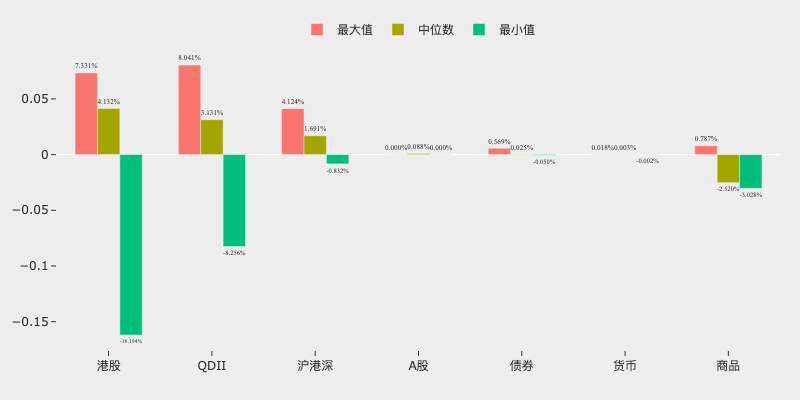 最大值 中位数 最小值
8.041%
7.331%
4.132% 3.131% 4.124% 1.691%
0.787%
0.569%
0.000% 0.088% 0.000% 0.025% 0.018% 0.003%
-0.832% -0.050% -0.002%
-2.520% -3.028%
-8.256%
-16.194%
0.05
0
−0.05
−0.1
−0.15
港股 QDII 沪港深 A股 债券 货币 商品